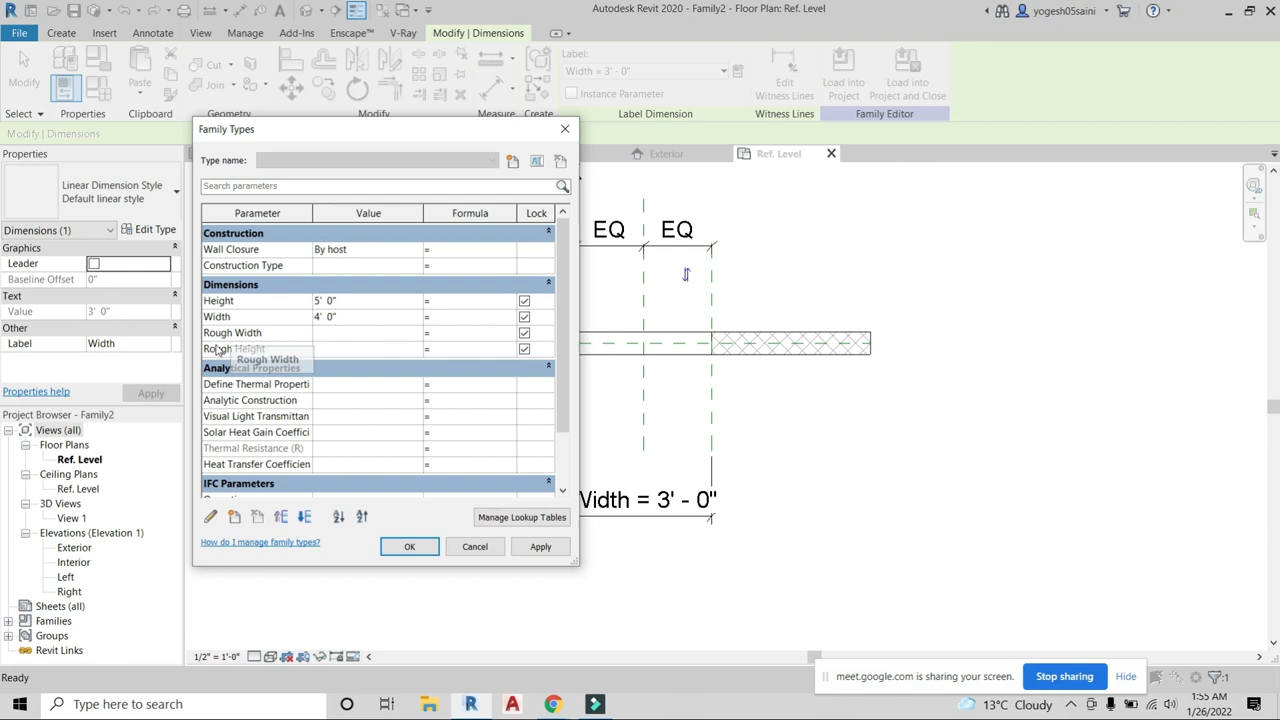 Autodesk Revit 2020 - Family2 - Floor Plan: Ref. Level
yogesh05saini
File Create Insert Annotate View Manage Add-Ins Enscape™ V-Ray Modify | Dimensions
Modify
Paste
Cut
Join
Label:
Width = 3' - 0"
Instance Parameter
Edit
Witness Lines
Load into
Project
Load into
Project and Close
Select Properties Clipboard Geometry Modify Measure Create Label Dimension Witness Lines Family Editor
Modify | Dimensions
Properties
Linear Dimension Style
Default linear style
Dimensions (1)
Edit Type
Graphics
Leader
Baseline Offset 0"
Text
Value 3' 0"
Other
Label Width
Properties help
Apply
Project Browser - Family2
Views (all)
Floor Plans
Ref. Level
Ceiling Plans
Ref. Level
3D Views
View 1
Elevations (Elevation 1)
Exterior
Interior
Left
Right
Sheets (all)
Families
Groups
Revit Links
Family Types
Type name:
Search parameters
Parameter Value Formula Lock
Construction
Wall Closure By host =
Construction Type =
Dimensions
Height 5' 0" =
Width 4' 0" =
Rough Width =
Rough Height =
Rough Width
Analytical Properties
Define Thermal Properti =
Analytic Construction =
Visual Light Transmittan =
Solar Heat Gain Coeffici =
Thermal Resistance (R) =
Heat Transfer Coefficien =
IFC Parameters
Manage Lookup Tables
How do I manage family types?
OK Cancel Apply
Exterior
Ref. Level
EQ EQ
Width = 3' - 0"
1/2" = 1'-0"
Ready
meet.google.com is sharing your screen.
Stop sharing
Hide
:1
Type here to search
13°C Cloudy
1:55 AM
1/26/2022